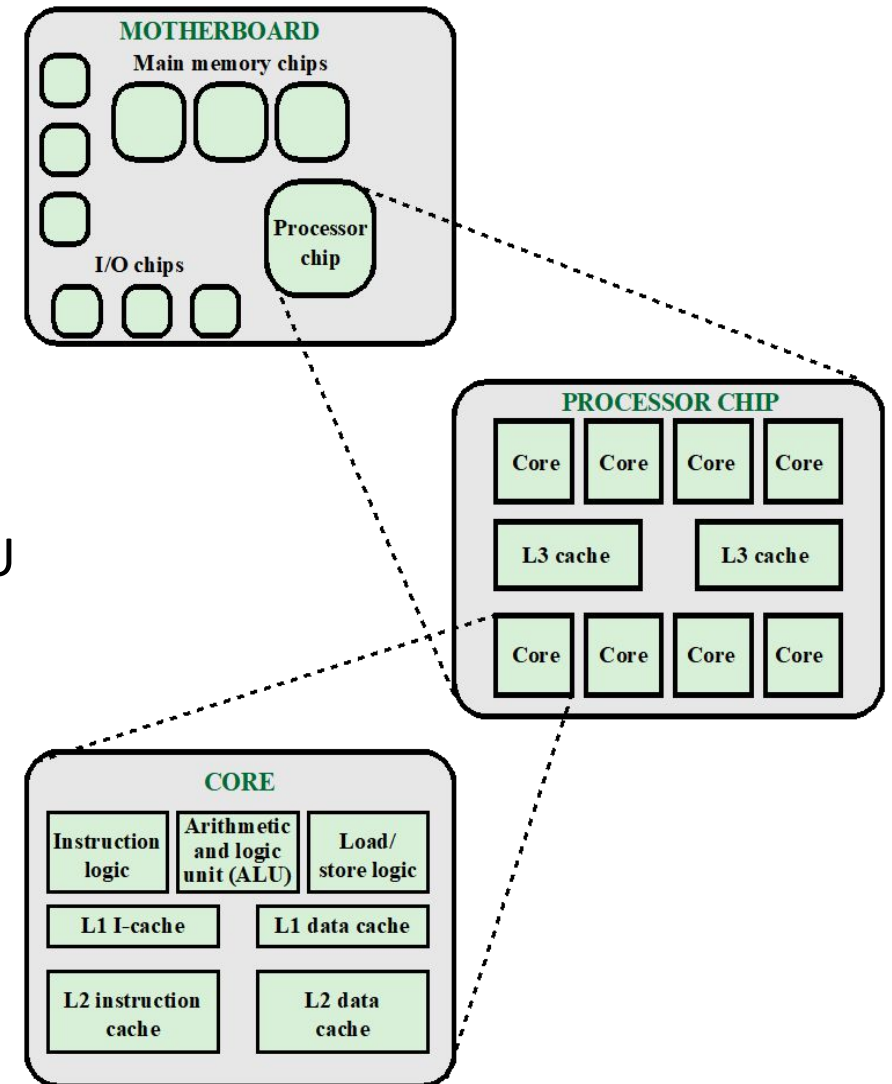 MOTHERBOARD
Main memory chips
Processor
chip
I/O chips
PROCESSOR CHIP
Core Core Core Core
L3 cache L3 cache
U
Core Core Core Core
CORE
Instruction
logic
Arithmetic
and logic
unit (ALU)
Load/
store logic
L1 I-cache L1 data cache
L2 instruction
cache
L2 data
cache